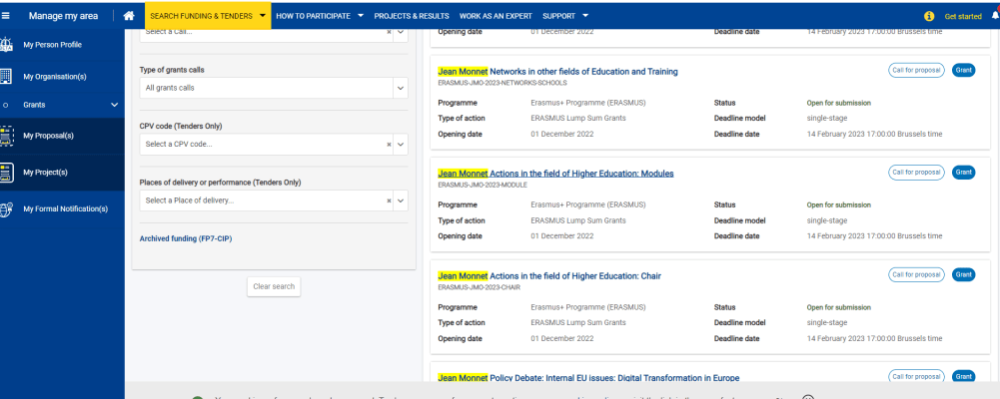 Manage my area
SEARCH FUNDING & TENDERS
HOW TO PARTICIPATE
PROJECTS & RESULTS
WORK AS AN EXPERT
SUPPORT
Get started
My Person Profile
My Organisation(s)
Grants
My Proposal(s)
My Project(s)
My Formal Notification(s)
Select a Call...
Type of grants calls
All grants calls
CPV code (Tenders Only)
Select a CPV code...
Places of delivery or performance (Tenders Only)
Select a Place of delivery...
Archived funding (FP7-CIP)
Clear search
Opening date 01 December 2022 Deadline date 14 February 2023 17:00:00 Brussels time
Jean Monnet Networks in other fields of Education and Training Call for proposal Grant
ERASMUS-JMO-2023-NETWORKS-SCHOOLS
Programme Erasmus+ Programme (ERASMUS) Status Open for submission
Type of action ERASMUS Lump Sum Grants Deadline model single-stage
Opening date 01 December 2022 Deadline date 14 February 2023 17:00:00 Brussels time
Jean Monnet Actions in the field of Higher Education: Modules Call for proposal Grant
ERASMUS-JMO-2023-MODULE
Programme Erasmus+ Programme (ERASMUS) Status Open for submission
Type of action ERASMUS Lump Sum Grants Deadline model single-stage
Opening date 01 December 2022 Deadline date 14 February 2023 17:00:00 Brussels time
Jean Monnet Actions in the field of Higher Education: Chair Call for proposal Grant
ERASMUS-JMO-2023-CHAIR
Programme Erasmus+ Programme (ERASMUS) Status Open for submission
Type of action ERASMUS Lump Sum Grants Deadline model single-stage
Opening date 01 December 2022 Deadline date 14 February 2023 17:00:00 Brussels time
Jean Monnet Policy Debate: Internal EU issues: Digital Transformation in Europe Call for proposal Grant